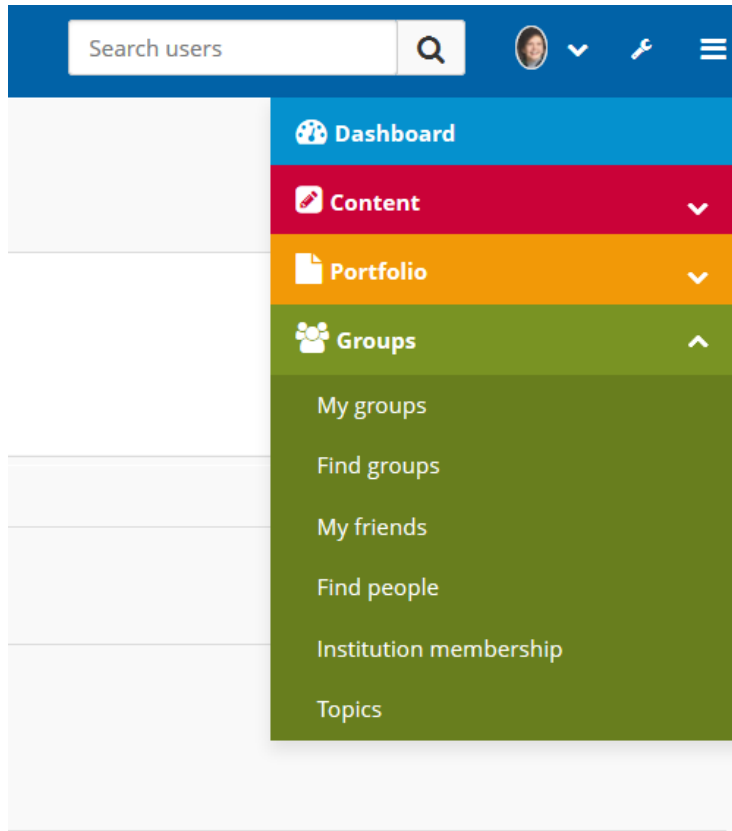 Search users
Dashboard
Content
Portfolio
Groups
My groups
Find groups
My friends
Find people
Institution membership
Topics